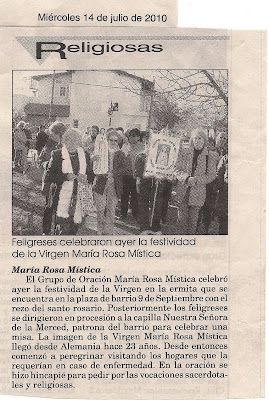 Miércoles 14 de julio de 2010
Religiosas
Feligreses celebraron ayer la festividad
de la Virgen María Rosa Mística
María Rosa Mística
El Grupo de Oración María Rosa Mística celebró
ayer la festividad de la Virgen en la ermita que se
encuentra en la plaza de barrio 9 de Septiembre con el
rezo del santo rosario. Posteriormente los feligreses
se dirigieron en procesión a la capilla Nuestra Señora
de la Merced, patrona del barrio para celebrar una
misa. La imagen de la Virgen María Rosa Mística
llegó desde Alemania hace 23 años. Desde entonces
comenzó a peregrinar visitando los hogares que la
requerían en caso de enfermedad. En la oración se
hizo hincapié para pedir por las vocaciones sacerdota-
les y religiosas.